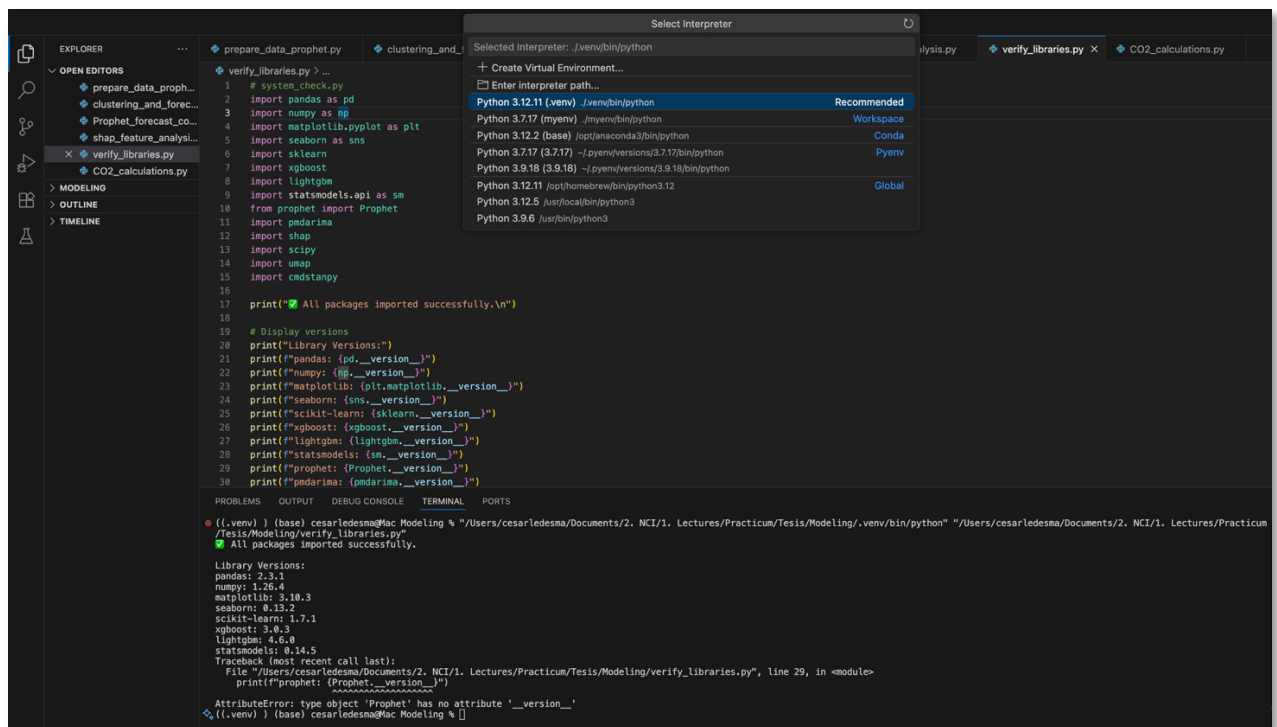 Select Interpreter
EXPLORER ···
prepare_data_prophet.py
clustering_and_f
Selected Interpreter: ./.venv/bin/python
lysis.py
verify_libraries.py ×
CO2_calculations.py
OPEN EDITORS
prepare_data_proph...
clustering_and_forec...
Prophet_forecast_co...
shap_feature_analysi...
× verify_libraries.py
CO2_calculations.py
MODELING
OUTLINE
TIMELINE
+ Create Virtual Environment...
Enter interpreter path...
Python 3.12.11 (.venv) ./.venv/bin/python Recommended
Python 3.7.17 (myenv) ./myenv/bin/python Workspace
Python 3.12.2 (base) /opt/anaconda3/bin/python Conda
Python 3.7.17 (3.7.17) ~/.pyenv/versions/3.7.17/bin/python Pyenv
Python 3.9.18 (3.9.18) ~/.pyenv/versions/3.9.18/bin/python
Python 3.12.11 /opt/homebrew/bin/python3.12 Global
Python 3.12.5 /usr/local/bin/python3
Python 3.9.6 /usr/bin/python3
verify_libraries.py > ...
1 # system_check.py
2 import pandas as pd
3 import numpy as np
4 import matplotlib.pyplot as plt
5 import seaborn as sns
6 import sklearn
7 import xgboost
8 import lightgbm
9 import statsmodels.api as sm
10 from prophet import Prophet
11 import pmdarima
12 import shap
13 import scipy
14 import umap
15 import cmdstanpy
16
17 print("✅ All packages imported successfully.\n")
18
19 # Display versions
20 print("Library Versions:")
21 print(f"pandas: {pd.__version__}")
22 print(f"numpy: {np.__version__}")
23 print(f"matplotlib: {plt.matplotlib.__version__}")
24 print(f"seaborn: {sns.__version__}")
25 print(f"scikit-learn: {sklearn.__version__}")
26 print(f"xgboost: {xgboost.__version__}")
27 print(f"lightgbm: {lightgbm.__version__}")
28 print(f"statsmodels: {sm.__version__}")
29 print(f"prophet: {Prophet.__version__}")
30 print(f"pmdarima: {pmdarima.__version__}")
PROBLEMS OUTPUT DEBUG CONSOLE TERMINAL PORTS
((.venv) ) (base) cesarledesma@Mac Modeling % "/Users/cesarledesma/Documents/2. NCI/1. Lectures/Practicum/Tesis/Modeling/.venv/bin/python" "/Users/cesarledesma/Documents/2. NCI/1. Lectures/Practicum
/Tesis/Modeling/verify_libraries.py"
✅ All packages imported successfully.
Library Versions:
pandas: 2.3.1
numpy: 1.26.4
matplotlib: 3.10.3
seaborn: 0.13.2
scikit-learn: 1.7.1
xgboost: 3.0.3
lightgbm: 4.6.0
statsmodels: 0.14.5
Traceback (most recent call last):
File "/Users/cesarledesma/Documents/2. NCI/1. Lectures/Practicum/Tesis/Modeling/verify_libraries.py", line 29, in <module>
print(f"prophet: {Prophet.__version__}")
^^^^^^^^^^^^^^^^^^^
AttributeError: type object 'Prophet' has no attribute '__version__'
((.venv) ) (base) cesarledesma@Mac Modeling %